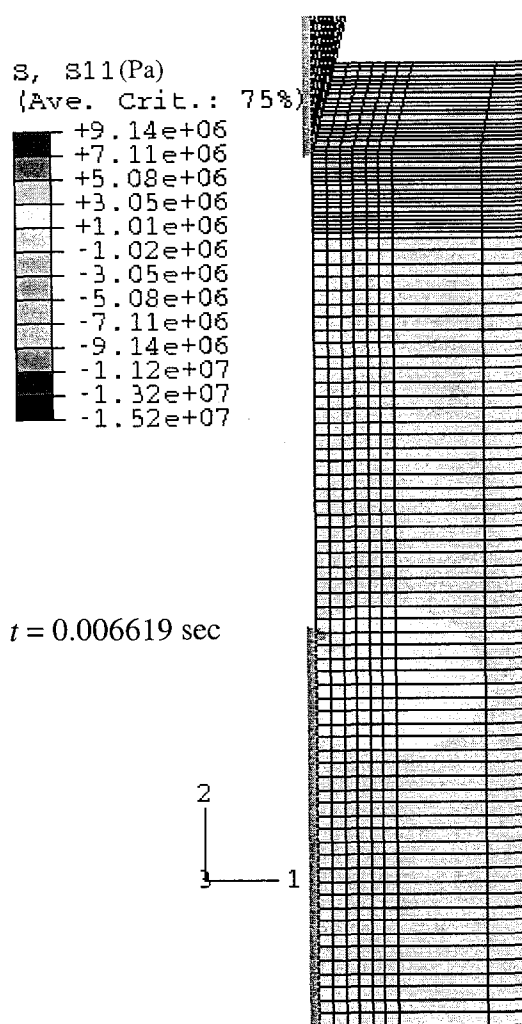 S, S11(Pa)
(Ave. Crit.: 75%)
+9.14e+06
+7.11e+06
+5.08e+06
+3.05e+06
+1.01e+06
-1.02e+06
-3.05e+06
-5.08e+06
-7.11e+06
-9.14e+06
-1.12e+07
-1.32e+07
-1.52e+07
t = 0.006619 sec
2
3 1